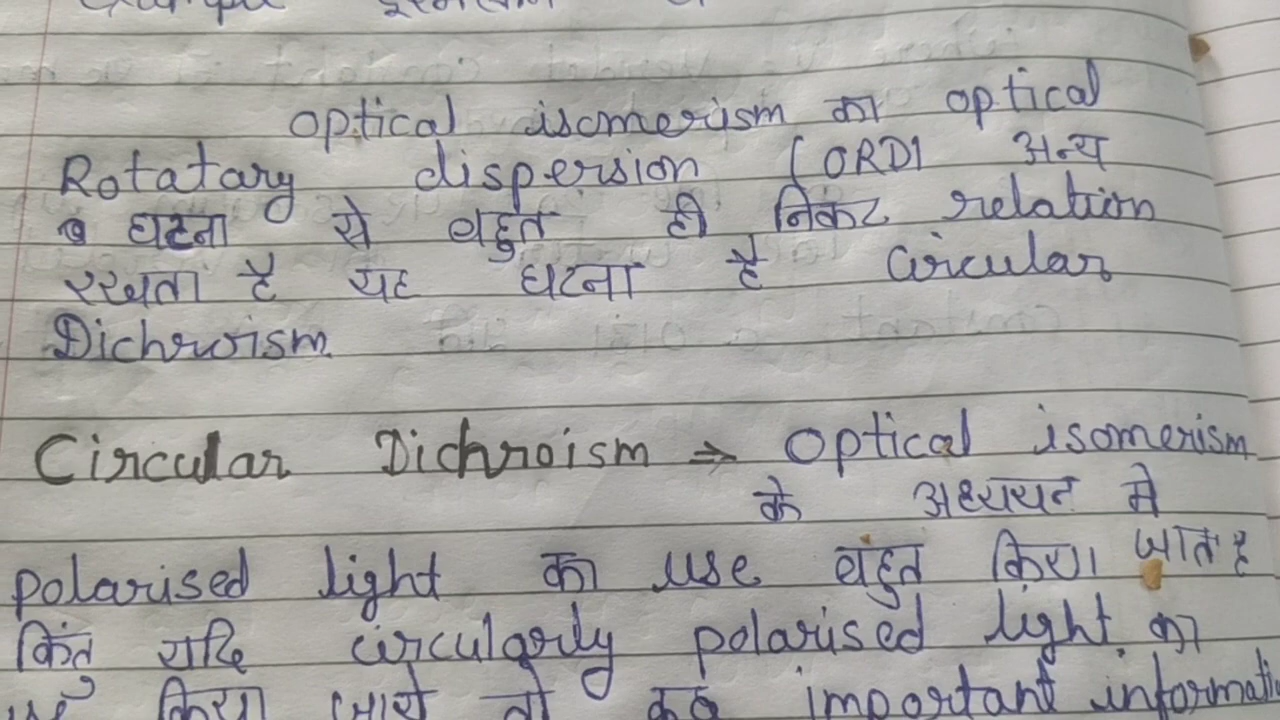 Example
optical isomerism का optical
Rotatary dispersion (ORD) अन्य
घटना से बहुत ही निकट relation
रखता है यह घटना है Circular
Dichroism
Circular Dichroism ⇒ Optical isomerism
के अध्ययन मे
polarised light का use बहुत किया जाता है
किंतु यदि circularly polarised light का
किया जाये तो कुछ important informati